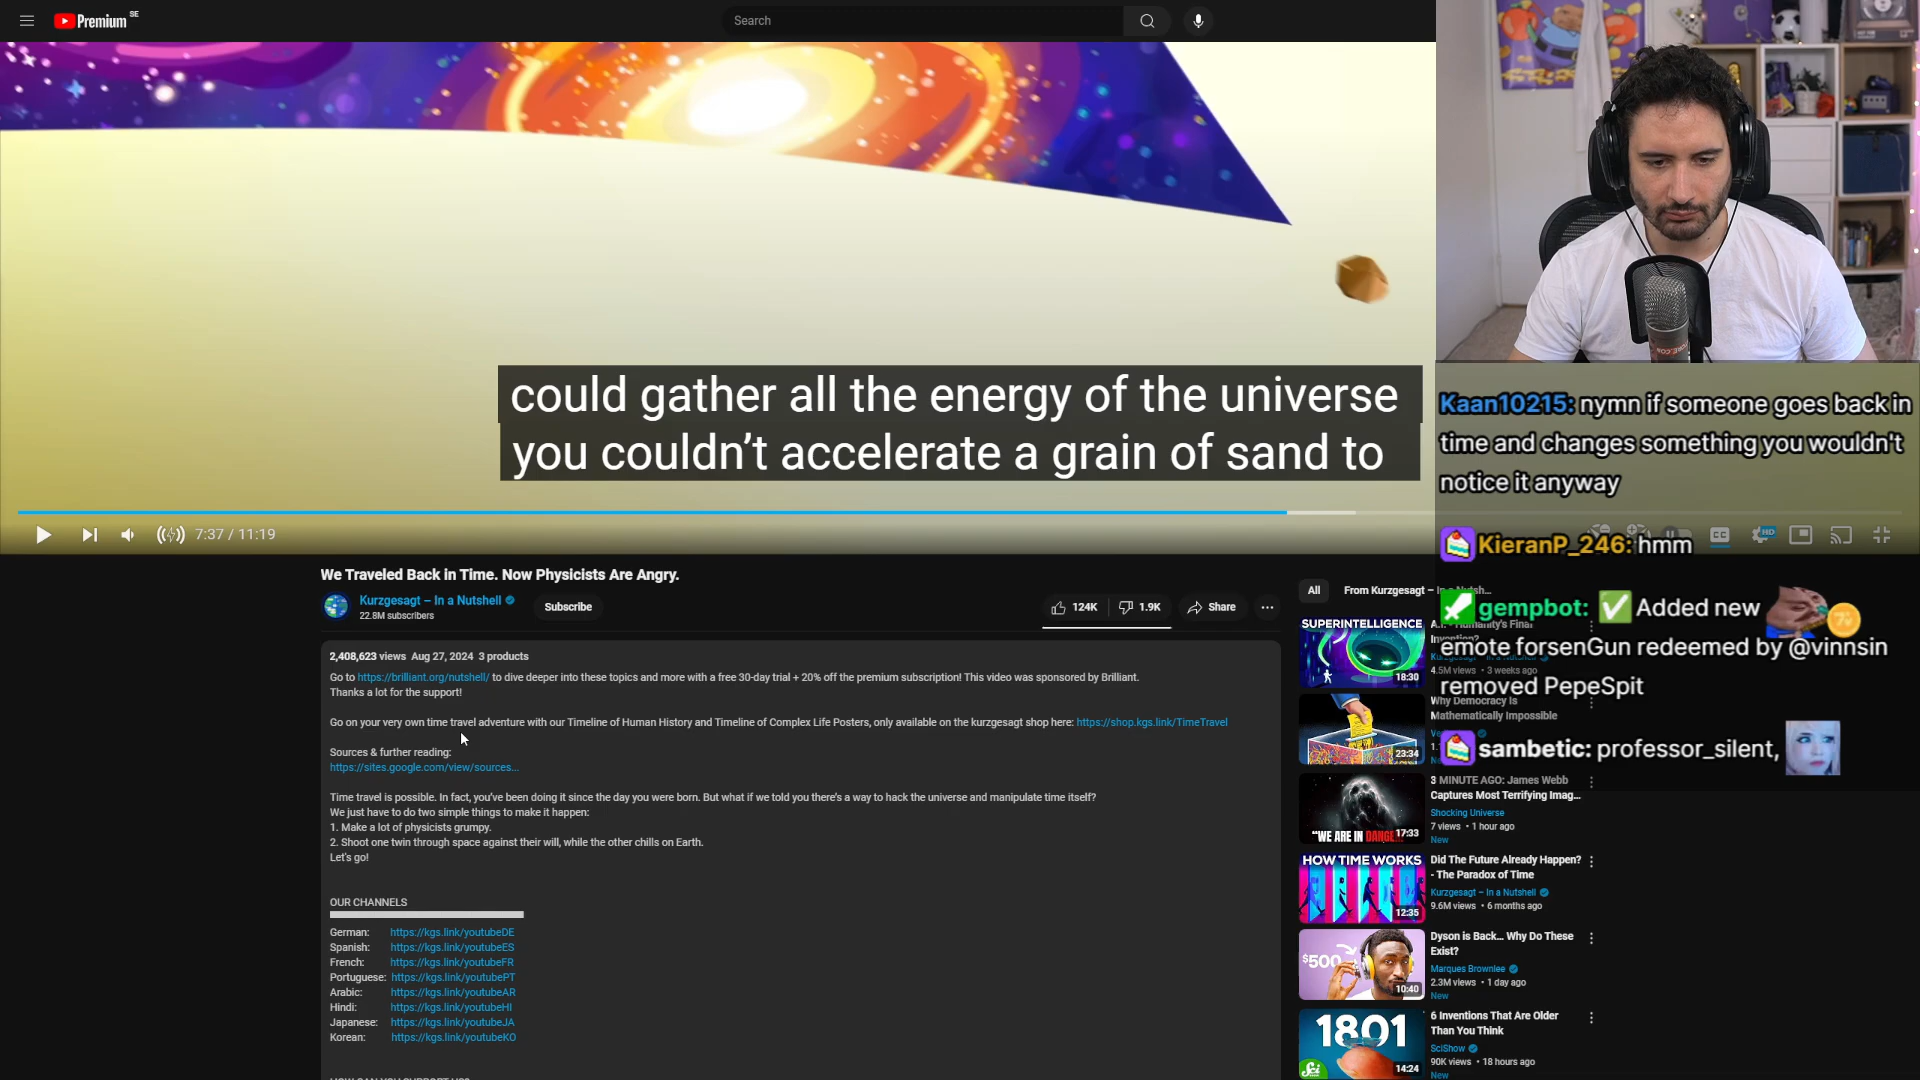 Premium SE
Search
could gather all the energy of the universe
you couldn't accelerate a grain of sand to
7:37 / 11:19
CC
HD
We Traveled Back in Time. Now Physicists Are Angry.
Kurzgesagt – In a Nutshell
22.8M subscribers
Subscribe
124K
1.9K
Share
2,408,623 views Aug 27, 2024 3 products
Go to https://brilliant.org/nutshell/ to dive deeper into these topics and more with a free 30-day trial + 20% off the premium subscription! This video was sponsored by Brilliant.
Thanks a lot for the support!
Go on your very own time travel adventure with our Timeline of Human History and Timeline of Complex Life Posters, only available on the kurzgesagt shop here: https://shop.kgs.link/TimeTravel
Sources & further reading:
https://sites.google.com/view/sources...
Time travel is possible. In fact, you've been doing it since the day you were born. But what if we told you there's a way to hack the universe and manipulate time itself?
We just have to do two simple things to make it happen:
1. Make a lot of physicists grumpy.
2. Shoot one twin through space against their will, while the other chills on Earth.
Let's go!
OUR CHANNELS
German: https://kgs.link/youtubeDE
Spanish: https://kgs.link/youtubeES
French: https://kgs.link/youtubeFR
Portuguese: https://kgs.link/youtubePT
Arabic: https://kgs.link/youtubeAR
Hindi: https://kgs.link/youtubeHI
Japanese: https://kgs.link/youtubeJA
Korean: https://kgs.link/youtubeKO
All
From Kurzgesagt – In a Nutsh...
SUPERINTELLIGENCE
18:30
A.I. - Humanity's Final
Invention?
4.5M views • 3 weeks ago
23:34
Why Democracy Is
Mathematically Impossible
"WE ARE IN DANGE
17:33
3 MINUTE AGO: James Webb
Captures Most Terrifying Imag...
Shocking Universe
7 views • 1 hour ago
New
HOW TIME WORKS
12:35
Did The Future Already Happen?
- The Paradox of Time
Kurzgesagt – In a Nutshell
9.6M views • 6 months ago
$500
10:40
Dyson is Back... Why Do These
Exist?
Marques Brownlee
2.3M views • 1 day ago
New
1801
Sci
14:24
6 Inventions That Are Older
Than You Think
SciShow
90K views • 18 hours ago
New
Kaan10215: nymn if someone goes back in
time and changes something you wouldn't
notice it anyway
KieranP_246: hmm
gempbot: Added new
emote forsenGun redeemed by @vinnsin
removed PepeSpit
sambetic: professor_silent,